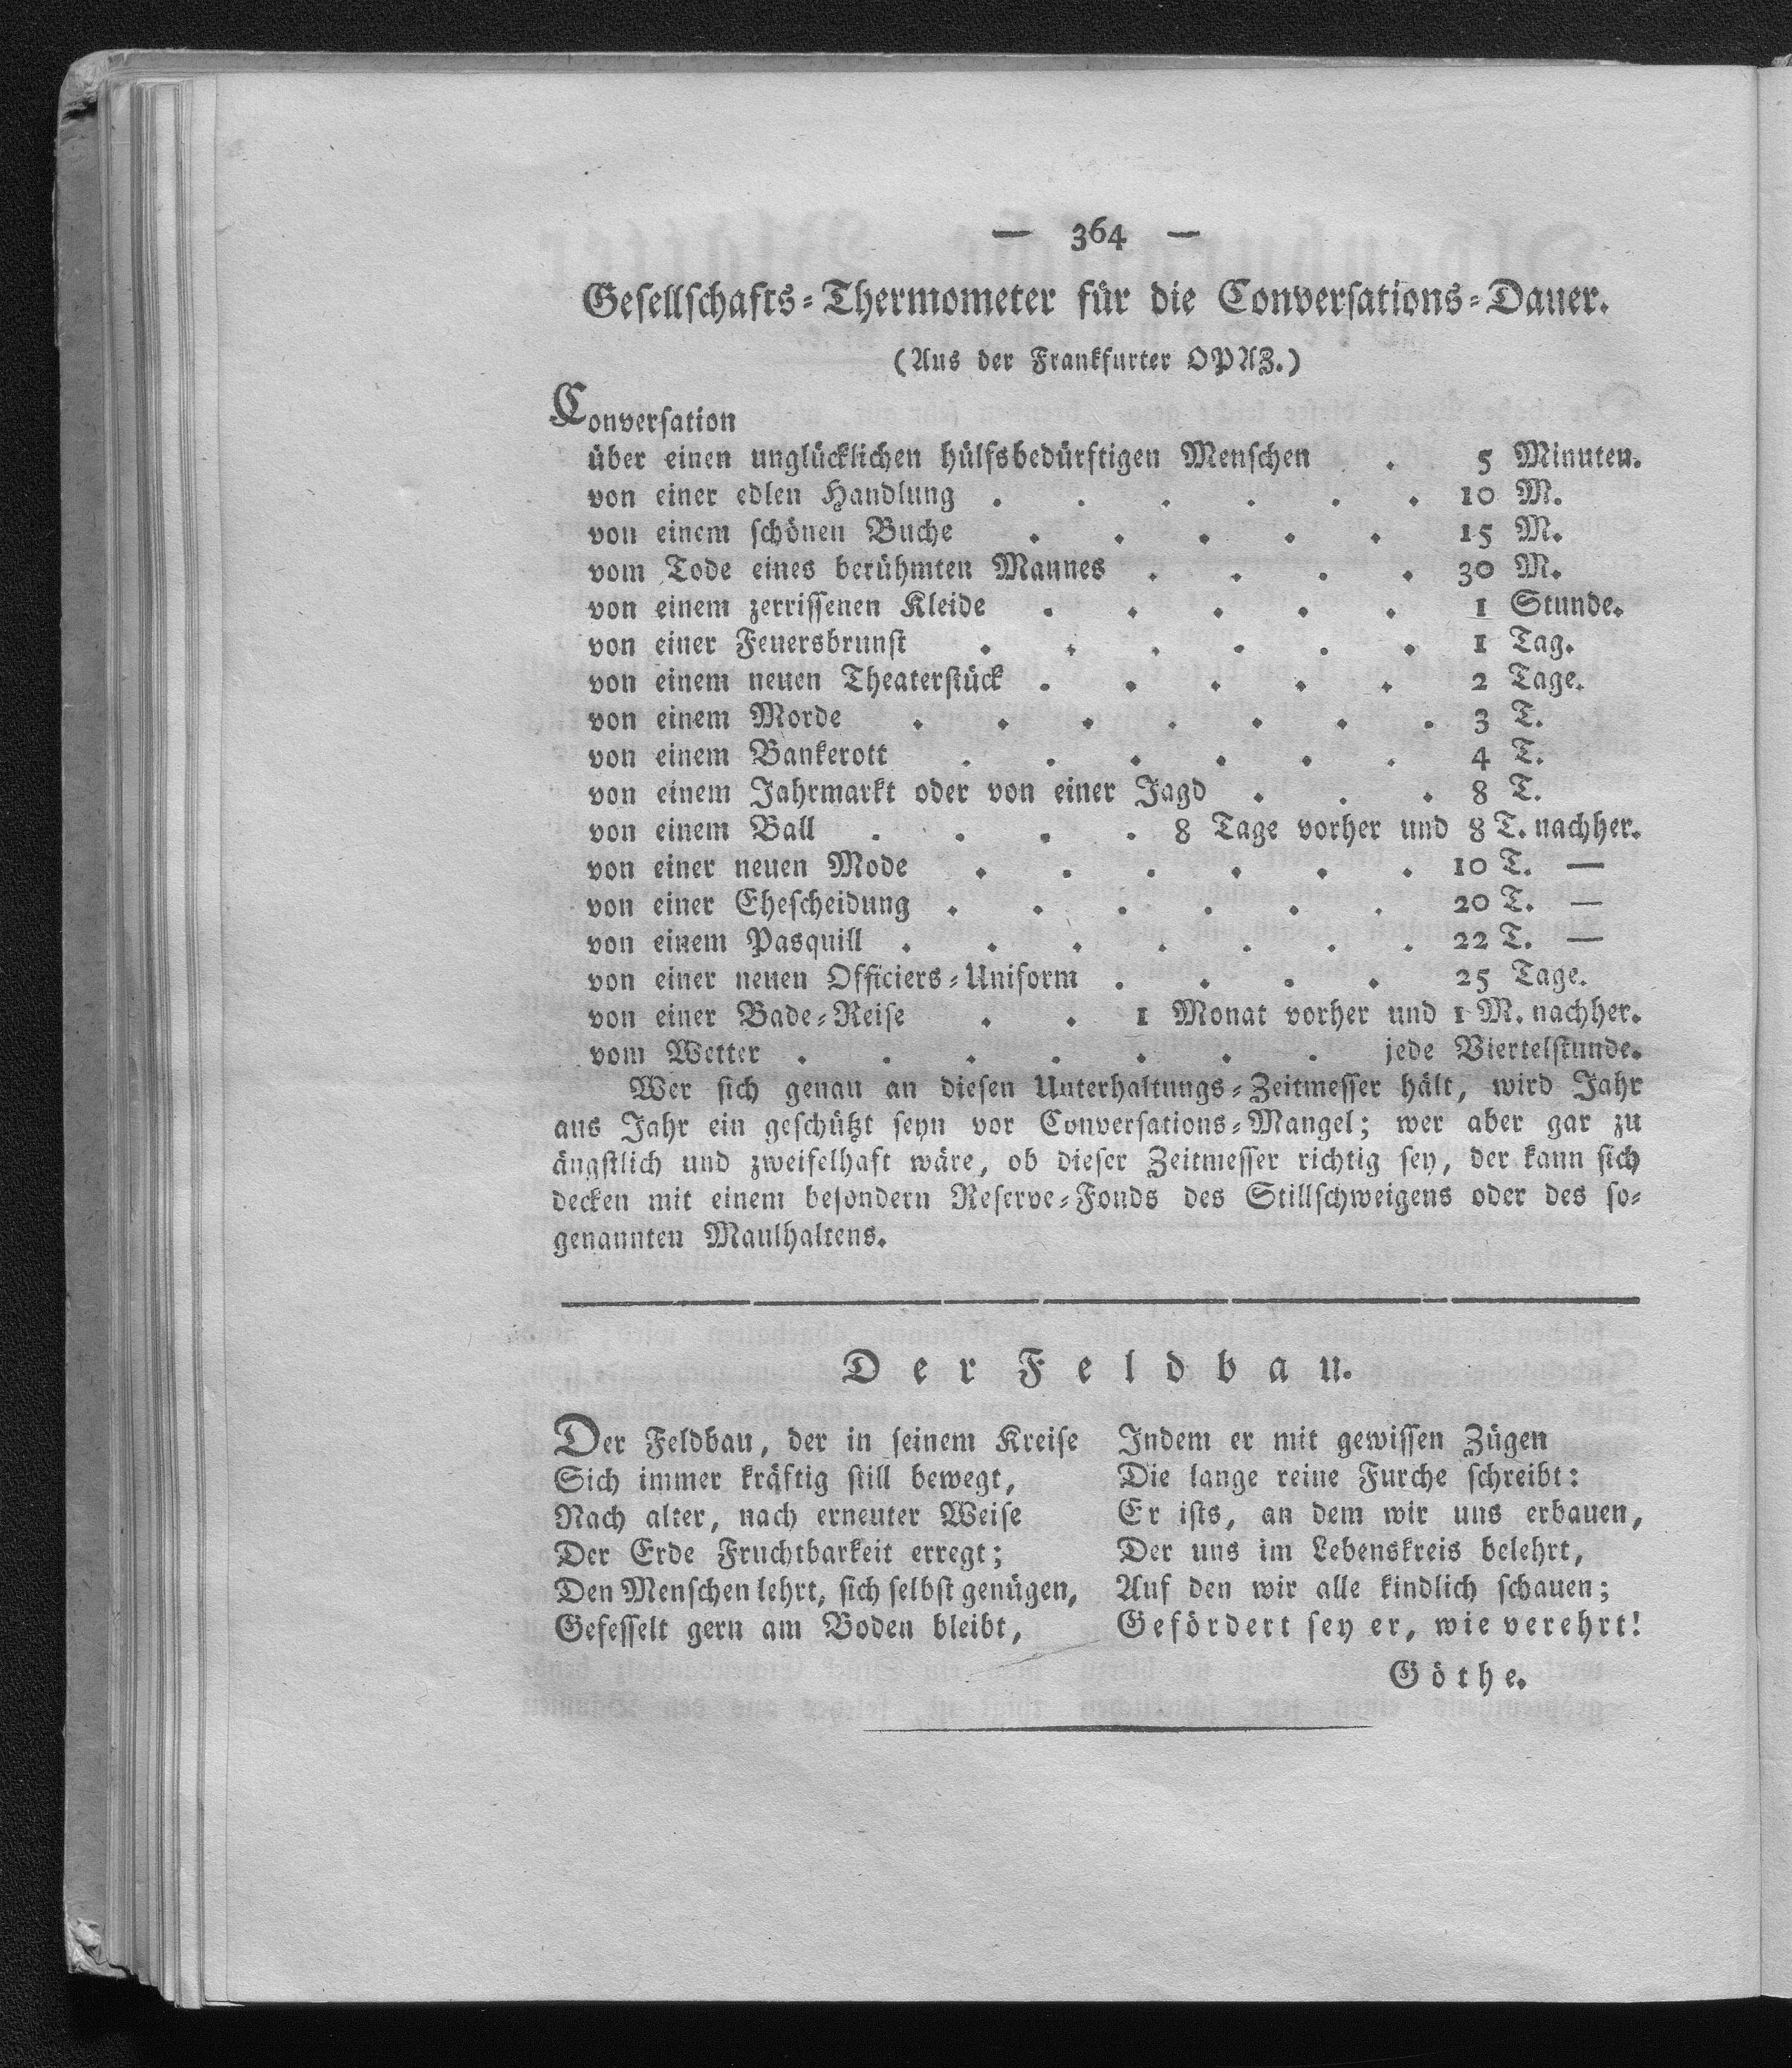 — 364 —
Gesellschafts-Thermometer für die Conversations-Dauer.
(Aus der Frankfurter OPAZ.)
Conversation
über einen unglücklichen hülfsbedürftigen Menschen . 5 Minuten.
von einer edlen Handlung . . . . . . 10 M.
von einem schönen Buche . . . . . 15 M.
vom Tode eines berühmten Mannes . . . . 30 M.
von einem zerrissenen Kleide . . . . . 1 Stunde.
von einer Feuersbrunst . . . . . . 1 Tag.
von einem neuen Theaterstück . . . . . 2 Tage.
von einem Morde . . . . . . . 3 T.
von einem Bankerott . . . . . . 4 T.
von einem Jahrmarkt oder von einer Jagd . . . 8 T.
von einem Ball . . . . 8 Tage vorher und 8 T. nachher.
von einer neuen Mode . . . . . . 10 T. —
von einer Ehescheidung . . . . . . 20 T. —
von einem Pasquill . . . . . . . 22 T. —
von einer neuen Officiers-Uniform . . . . 25 Tage.
von einer Bade-Reise . . 1 Monat vorher und 1 M. nachher.
vom Wetter . . . . . . . jede Viertelstunde.
Wer sich genau an diesen Unterhaltungs-Zeitmesser hält, wird Jahr
aus Jahr ein geschützt seyn vor Conversations-Mangel; wer aber gar zu
ängstlich und zweifelhaft wäre, ob dieser Zeitmesser richtig sey, der kann sich
decken mit einem besondern Reserve-Fonds des Stillschweigens oder des so-
genannten Maulhaltens.
Der Feldbau.
Der Feldbau, der in seinem Kreise
Sich immer kräftig still bewegt,
Nach alter, nach erneuter Weise
Der Erde Fruchtbarkeit erregt;
Den Menschen lehrt, sich selbst genügen,
Gefesselt gern am Boden bleibt,
Indem er mit gewissen Zügen
Die lange reine Furche schreibt:
Er ists, an dem wir uns erbauen,
Der uns im Lebenskreis belehrt,
Auf den wir alle kindlich schauen;
Gefördert sey er, wie verehrt!
Göthe.